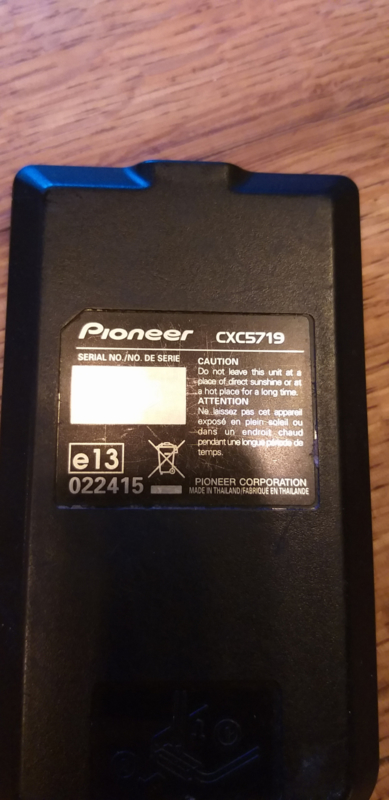 Pioneer CXC5719
SERIAL NO./NO. DE SERIE
CAUTION
Do not leave this unit at a
place of direct sunshine or at
a hot place for a long time.
ATTENTION
Ne laissez pas cet appareil
exposé en plein soleil ou
dans un endroit chaud
pendant une longue période de
temps.
e13
022415
PIONEER CORPORATION
MADE IN THAILAND/FABRIQUÉ EN THAILANDE